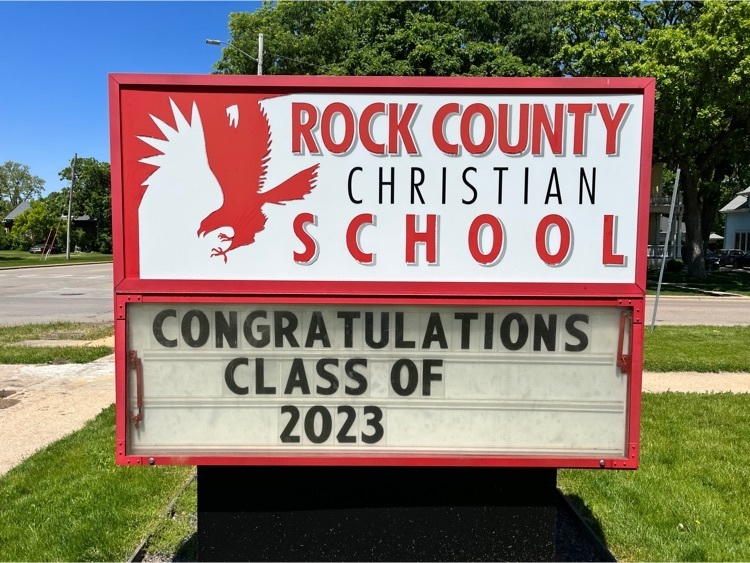 ROCK COUNTY
CHRISTIAN
SCHOOL
CONGRATULATIONS
CLASS OF
2023